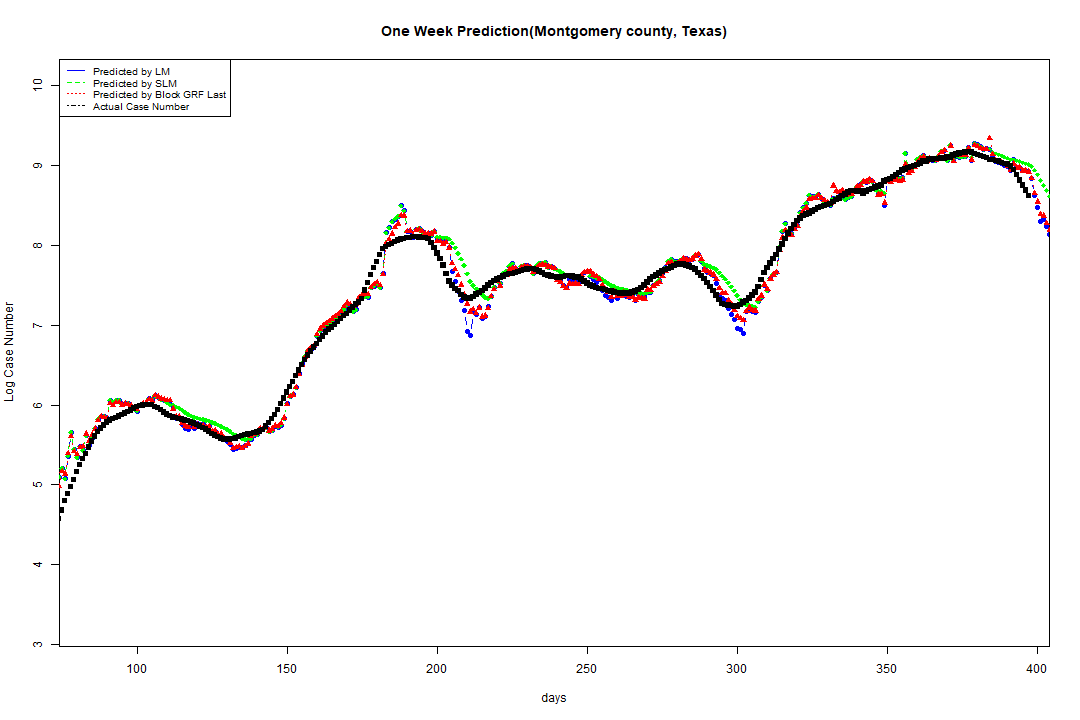 One Week Prediction(Montgomery county, Texas)
Predicted by LM
Predicted by SLM
Predicted by Block GRF Last
Actual Case Number
10
9
8
7
6
5
4
3
Log Case Number
100 150 200 250 300 350 400
days